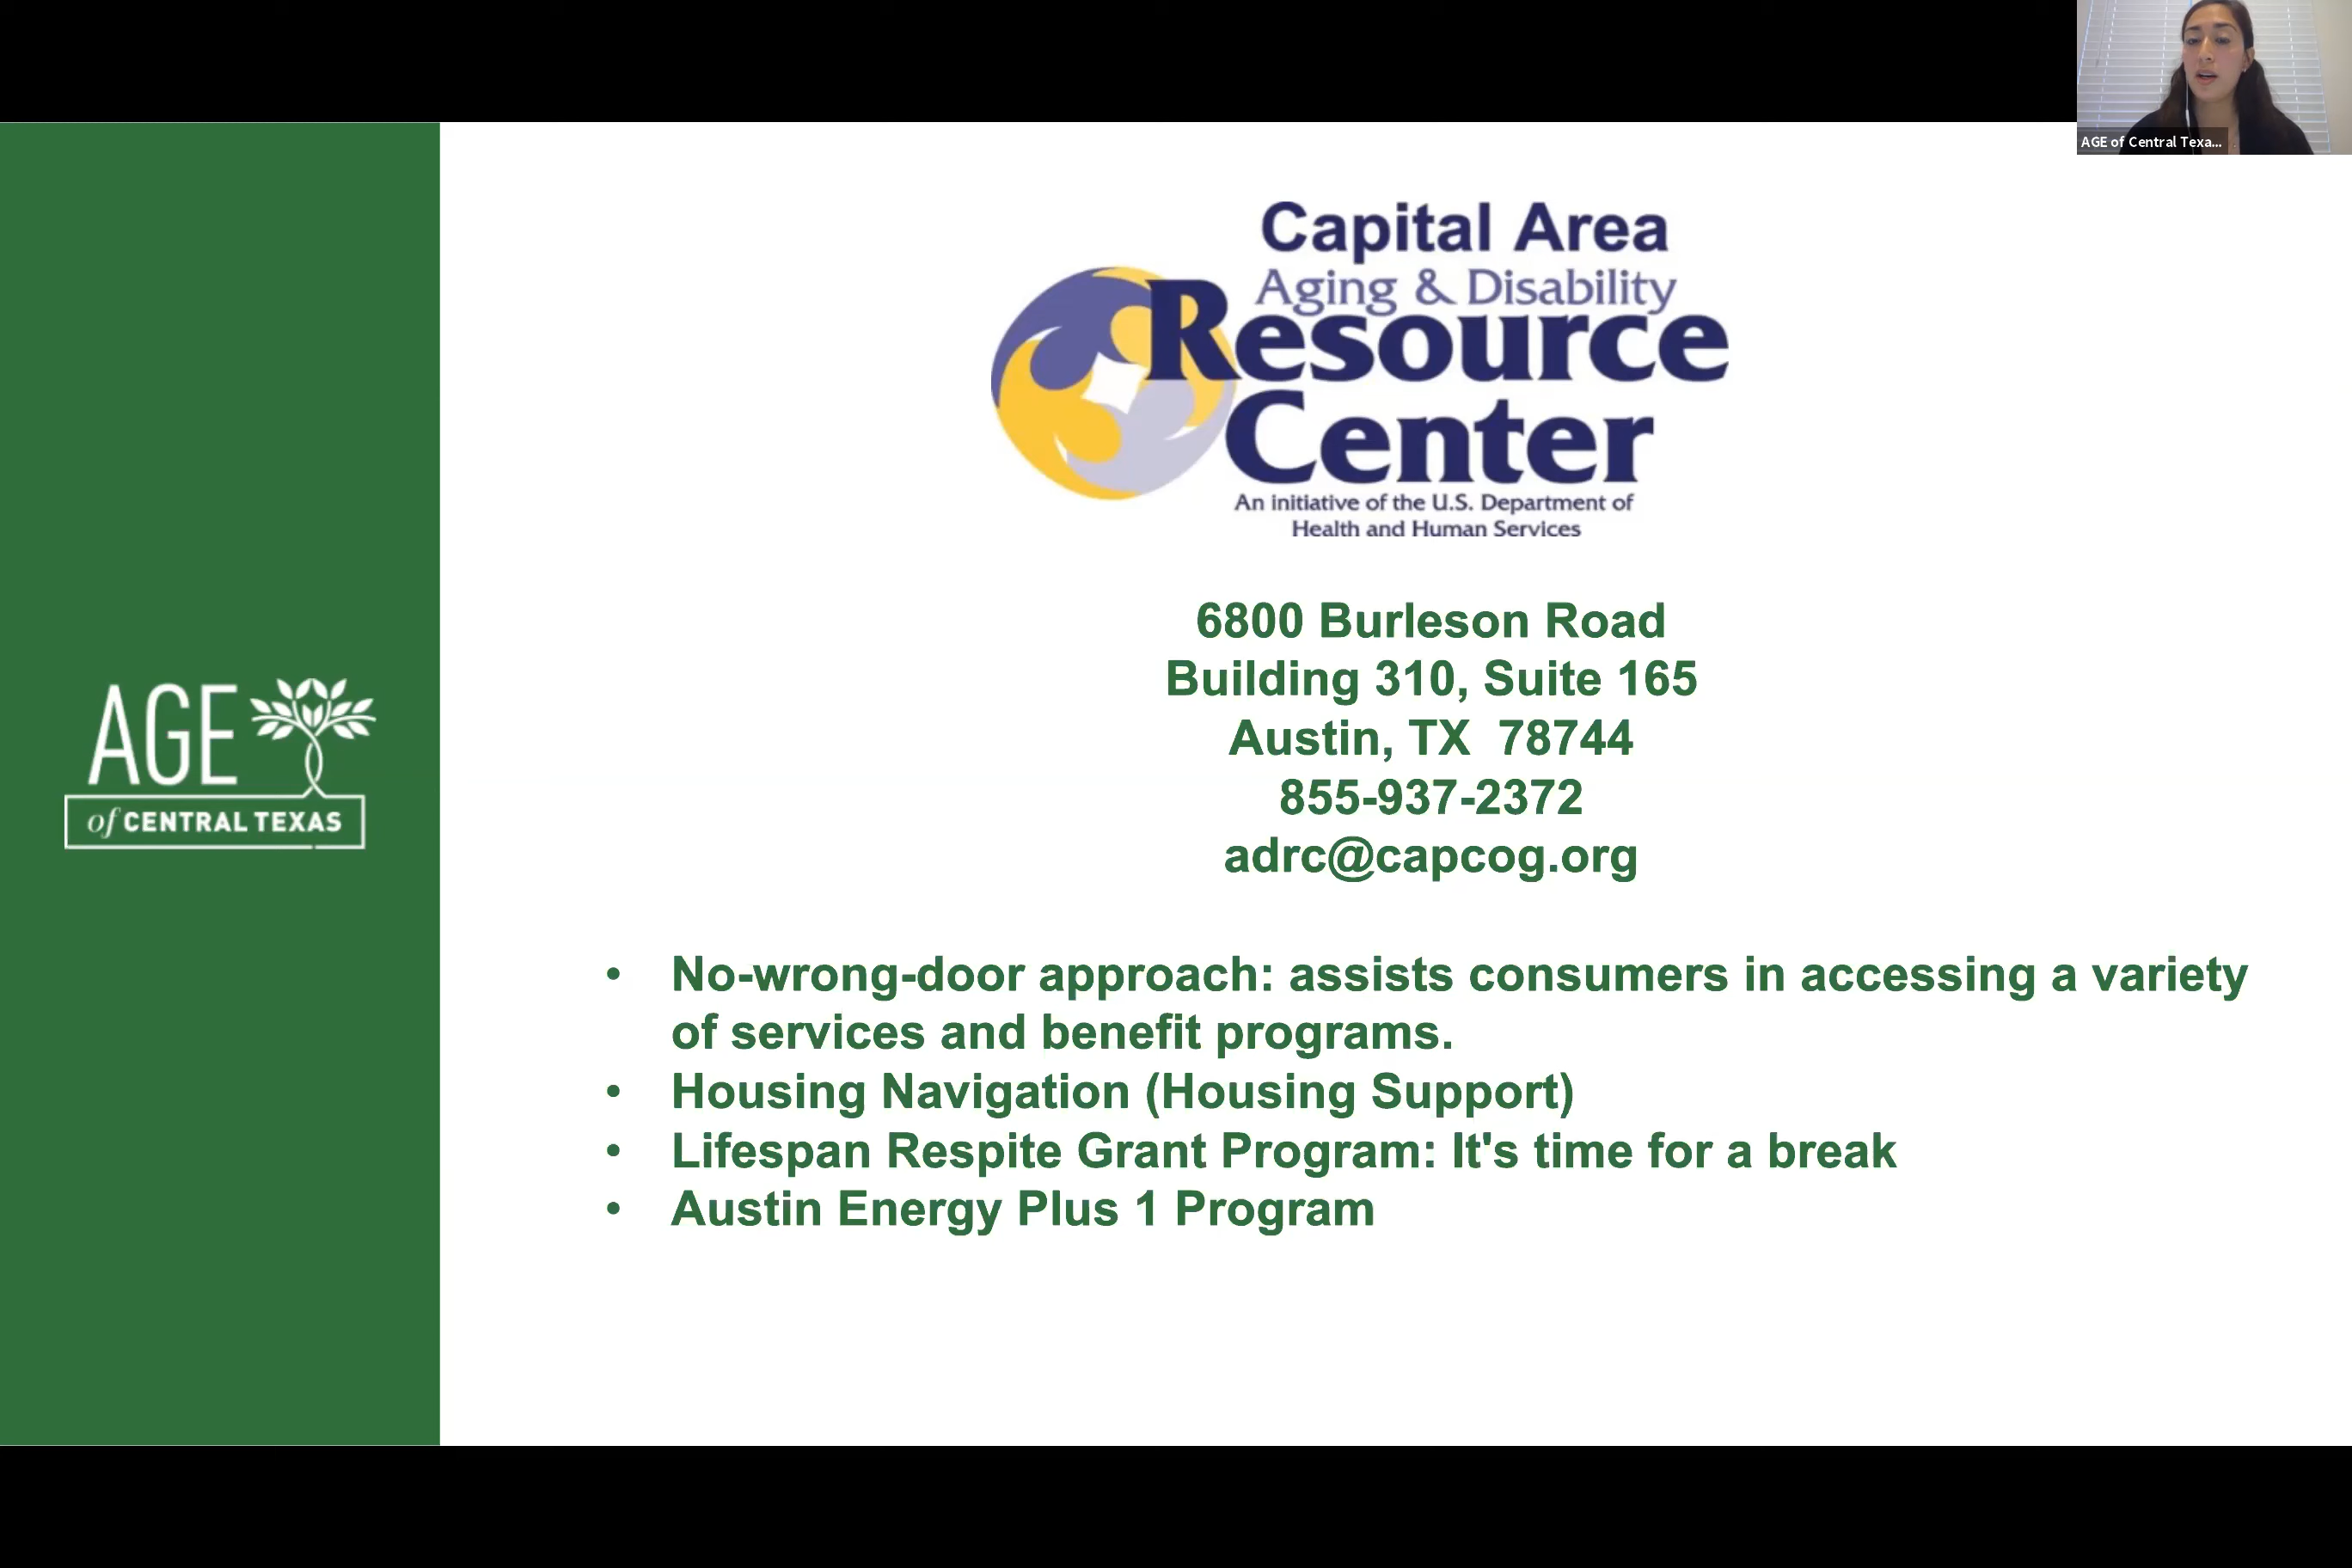 AGE of Central Texa...
Capital Area
Aging & Disability
Resource
Center
An initiative of the U.S. Department of
Health and Human Services
6800 Burleson Road
Building 310, Suite 165
Austin, TX  78744
855-937-2372
adrc@capcog.org
AGE
of CENTRAL TEXAS
• No-wrong-door approach: assists consumers in accessing a variety
of services and benefit programs.
• Housing Navigation (Housing Support)
• Lifespan Respite Grant Program: It's time for a break
• Austin Energy Plus 1 Program